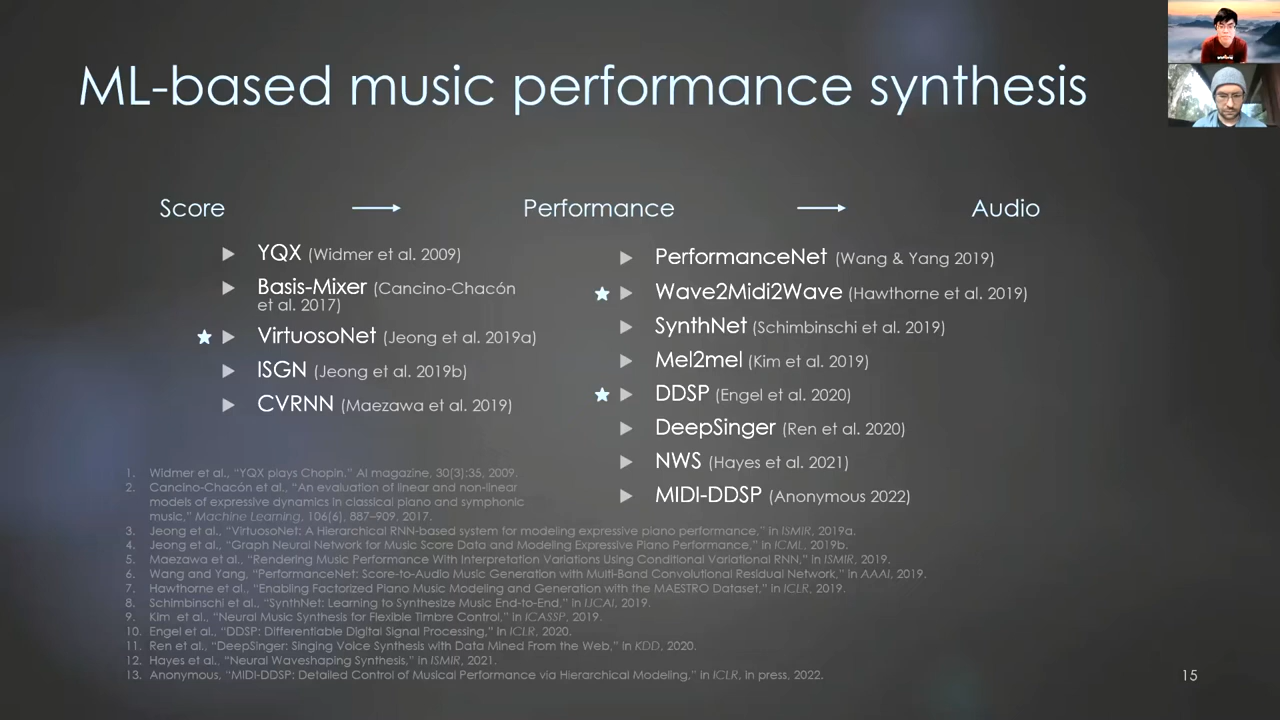 ML-based music performance synthesis
Score
Performance
Audio
YQX (Widmer et al. 2009)
Basis-Mixer (Cancino-Chacón
et al. 2017)
VirtuosoNet (Jeong et al. 2019a)
ISGN (Jeong et al. 2019b)
CVRNN (Maezawa et al. 2019)
PerformanceNet (Wang & Yang 2019)
Wave2Midi2Wave (Hawthorne et al. 2019)
SynthNet (Schimbinschi et al. 2019)
Mel2mel (Kim et al. 2019)
DDSP (Engel et al. 2020)
DeepSinger (Ren et al. 2020)
NWS (Hayes et al. 2021)
MIDI-DDSP (Anonymous 2022)
1. Widmer et al., “YQX plays Chopin.” AI magazine, 30(3):35, 2009.
2. Cancino-Chacón et al., “An evaluation of linear and non-linear
models of expressive dynamics in classical piano and symphonic
music,” Machine Learning, 106(6), 887–909, 2017.
3. Jeong et al., “VirtuosoNet: A Hierarchical RNN-based system for modeling expressive piano performance,” in ISMIR, 2019a.
4. Jeong et al., “Graph Neural Network for Music Score Data and Modeling Expressive Piano Performance,” in ICML, 2019b.
5. Maezawa et al., “Rendering Music Performance With Interpretation Variations Using Conditional Variational RNN,” in ISMIR, 2019.
6. Wang and Yang, “PerformanceNet: Score-to-Audio Music Generation with Multi-Band Convolutional Residual Network,” in AAAI, 2019.
7. Hawthorne et al., “Enabling Factorized Piano Music Modeling and Generation with the MAESTRO Dataset,” in ICLR, 2019.
8. Schimbinschi et al., “SynthNet: Learning to Synthesize Music End-to-End,” in IJCAI, 2019.
9. Kim et al., “Neural Music Synthesis for Flexible Timbre Control,” in ICASSP, 2019.
10. Engel et al., “DDSP: Differentiable Digital Signal Processing,” in ICLR, 2020.
11. Ren et al., “DeepSinger: Singing Voice Synthesis with Data Mined From the Web,” in KDD, 2020.
12. Hayes et al., “Neural Waveshaping Synthesis,” in ISMIR, 2021.
13. Anonymous, “MIDI-DDSP: Detailed Control of Musical Performance via Hierarchical Modeling,” in ICLR, in press, 2022.
15